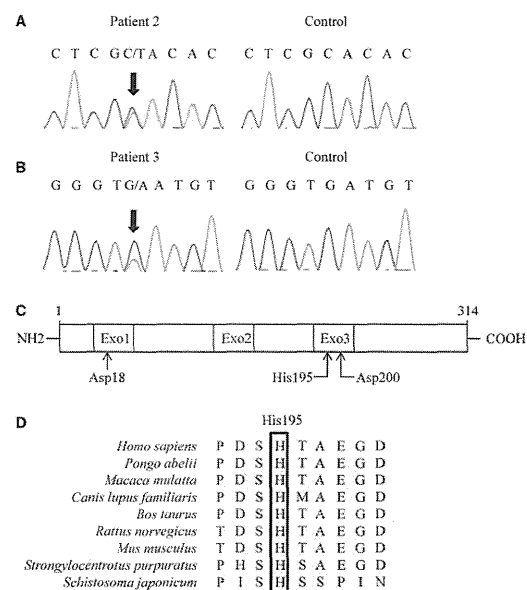 A Patient 2 Control
C T C G C/T A C A C C T C G C A C A C
B Patient 3 Control
G G G T G/A A T G T G G G T G A T G T
C 1 314
NH2 Exo1 Exo2 Exo3 COOH
Asp18 His195 Asp200
D His195
Homo sapiens P D S H T A E G D
Pongo abelii P D S H T A E G D
Macaca mulatta P D S H T A E G D
Canis lupus familiaris P D S H M A E G D
Bos taurus P D S H T A E G D
Rattus norvegicus T D S H T A E G D
Mus musculus T D S H T A E G D
Strongylocentrotus purpuratus P H S H S A E G D
Schistosoma japonicum P I S H S S P I N